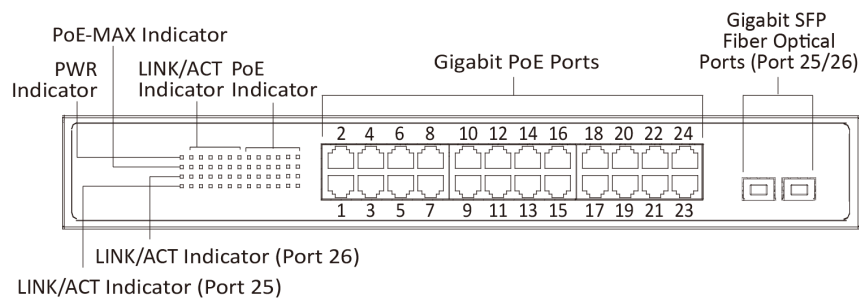 PoE-MAX Indicator
PWR
Indicator
LINK/ACT PoE
Indicator Indicator
Gigabit PoE Ports
Gigabit SFP
Fiber Optical
Ports (Port 25/26)
2 4 6 8 10 12 14 16 18 20 22 24
1 3 5 7 9 11 13 15 17 19 21 23
LINK/ACT Indicator (Port 26)
LINK/ACT Indicator (Port 25)